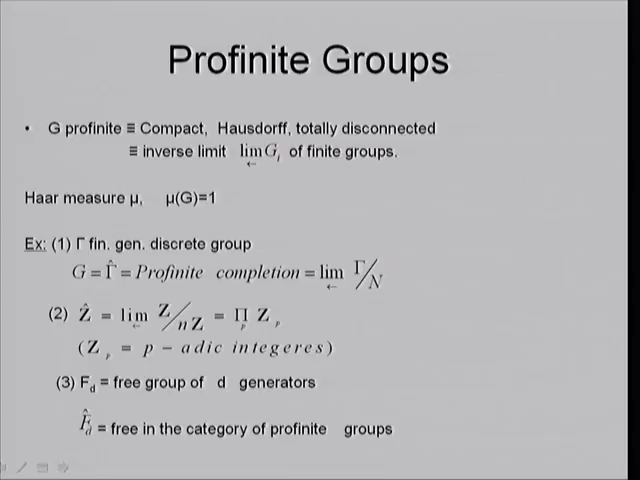 Profinite Groups
• G profinite ≡ Compact, Hausdorff, totally disconnected
≡ inverse limit lim← G_i of finite groups.
Haar measure μ, μ(G)=1
Ex: (1) Γ fin. gen. discrete group
G = Γ̂ = Profinite completion = lim← Γ/N
(2) Ẑ = lim← Z/nZ = ∏_p Z_p
(Z_p = p - adic integeres)
(3) F_d = free group of d generators
F̂_d = free in the category of profinite groups